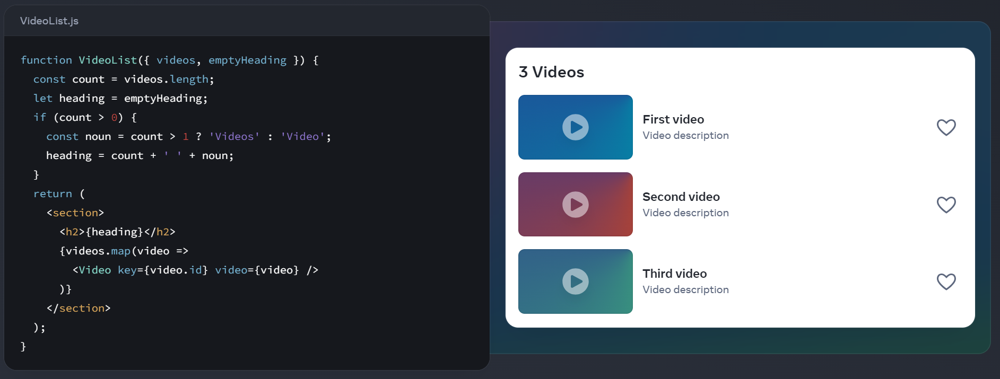 VideoList.js
function VideoList({ videos, emptyHeading }) {
  const count = videos.length;
  let heading = emptyHeading;
  if (count > 0) {
    const noun = count > 1 ? 'Videos' : 'Video';
    heading = count + ' ' + noun;
  }
  return (
    <section>
      <h2>{heading}</h2>
      {videos.map(video =>
        <Video key={video.id} video={video} />
      )}
    </section>
  );
}
3 Videos
First video
Video description
Second video
Video description
Third video
Video description